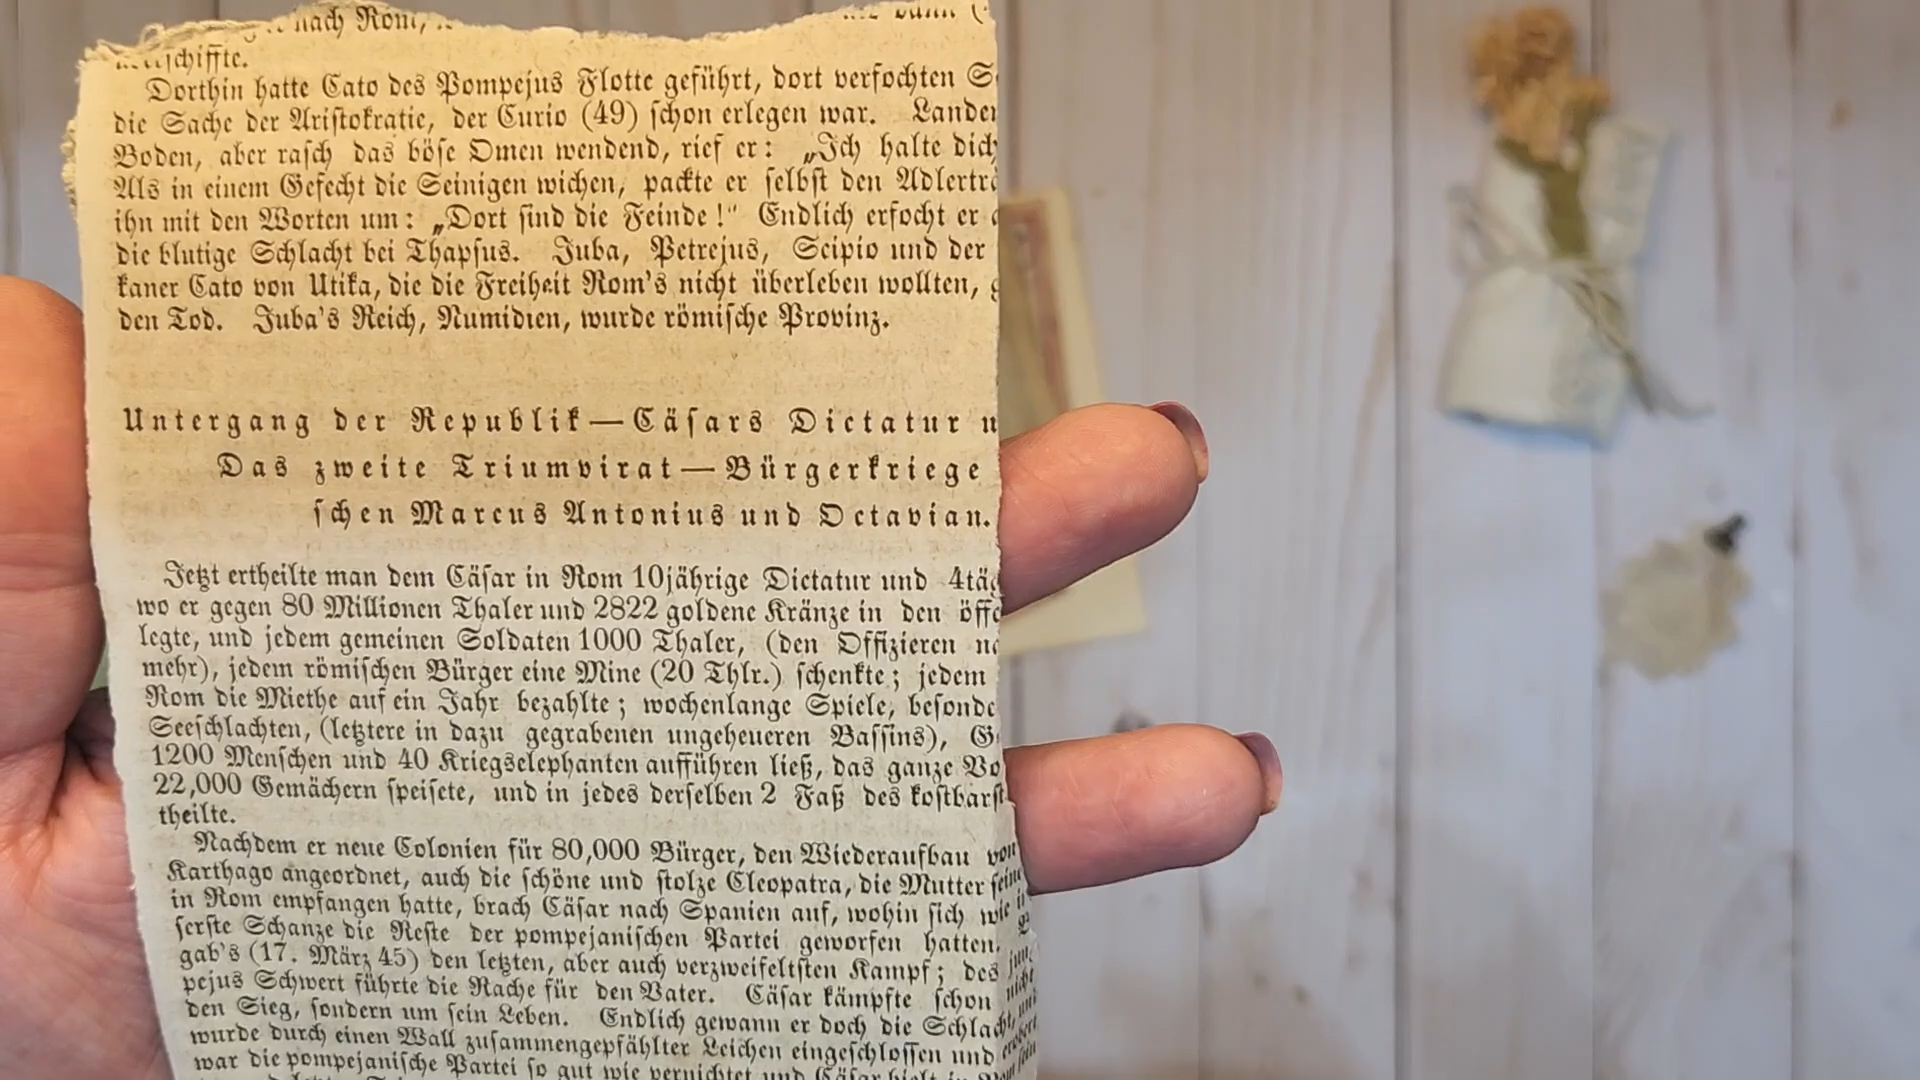 nach Rom,
schiffte.
Dorthin hatte Cato des Pompejus Flotte geführt, dort verfochten
die Sache der Aristokratie, der Curio (49) schon erlegen war.
Boden, aber rasch das böse Omen wendend, rief er: „Ich halte dich
Als in einem Gefecht die Seinigen wichen, packte er selbst den
ihn mit den Worten um: „Dort sind die Feinde!“ Endlich erfocht er
die blutige Schlacht bei Thapsus. Juba, Petrejus, Scipio und der
kaner Cato von Utika, die die Freiheit Rom's nicht überleben wollten,
den Tod. Juba's Reich, Numidien, wurde römische Provinz.
Untergang der Republik — Cäsars Dictatur
Das zweite Triumvirat — Bürgerkriege
schen Marcus Antonius und Octavian.
Jetzt ertheilte man dem Cäsar in Rom 10jährige Dictatur und
wo er gegen 80 Millionen Thaler und 2822 goldene Kränze in den
legte, und jedem gemeinen Soldaten 1000 Thaler, (den Offizieren
mehr), jedem römischen Bürger eine Mine (20 Thlr.) schenkte; jedem
Rom die Miethe auf ein Jahr bezahlte; wochenlange Spiele,
Seeschlachten, (letztere in dazu gegrabenen ungeheueren Bassins),
1200 Menschen und 40 Kriegselephanten aufführen ließ, das ganze
22,000 Gemächern speisete, und in jedes derselben 2 Faß des
theilte.
Nachdem er neue Colonien für 80,000 Bürger, den Wiederaufbau von
Karthago angeordnet, auch die schöne und stolze Cleopatra, die Mutter
in Rom empfangen hatte, brach Cäsar nach Spanien auf, wohin sich wie
serste Schanze die Reste der pompejanischen Partei geworfen hatten.
gab's (17. März 45) den letzten, aber auch verzweifeltsten Kampf; des
pejus Schwert führte die Rache für den Vater. Cäsar kämpfte schon
den Sieg, sondern um sein Leben. Endlich gewann er doch die Schlacht,
wurde durch einen Wall zusammengepfählter Leichen eingeschlossen und
war die pompejanische Partei so gut wie vernichtet und Cäsar hielt in